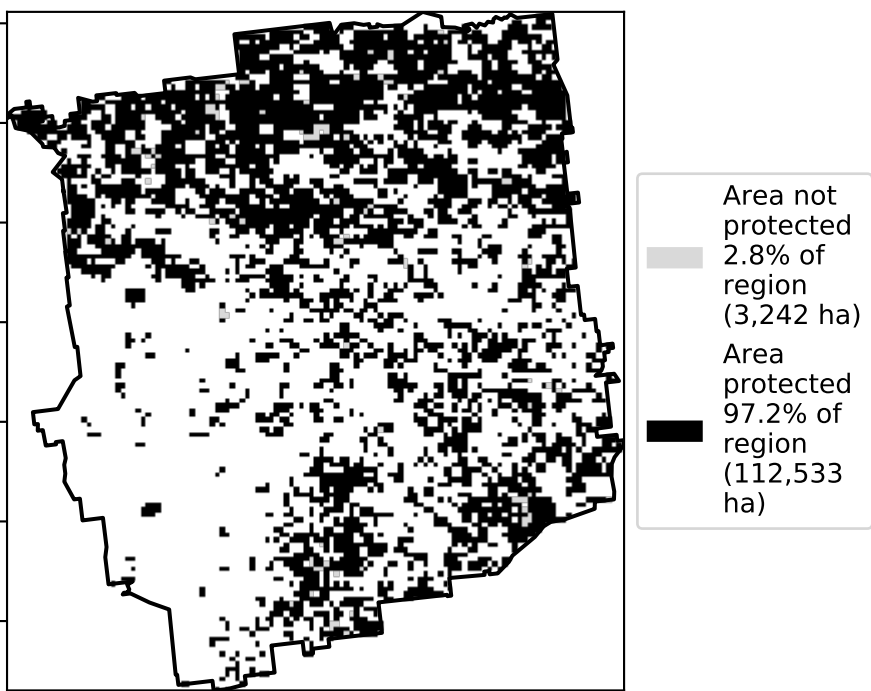 Area not
protected
2.8% of
region
(3,242 ha)
Area
protected
97.2% of
region
(112,533
ha)